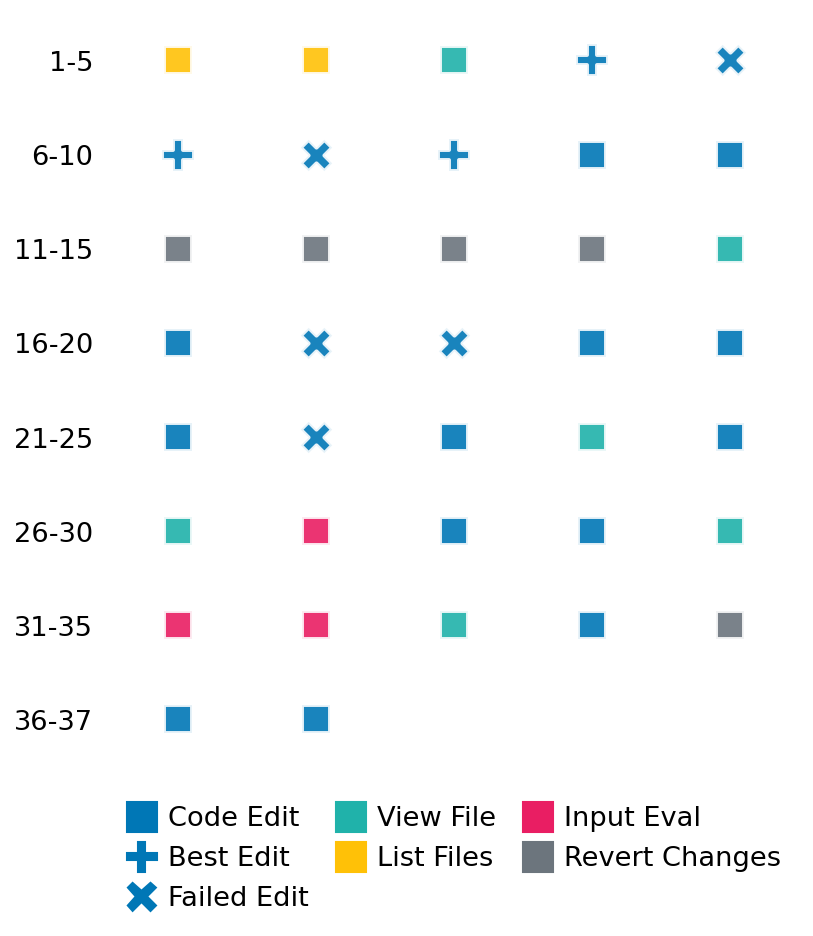 1-5
6-10
11-15
16-20
21-25
26-30
31-35
36-37
Code Edit View File Input Eval
Best Edit List Files Revert Changes
Failed Edit